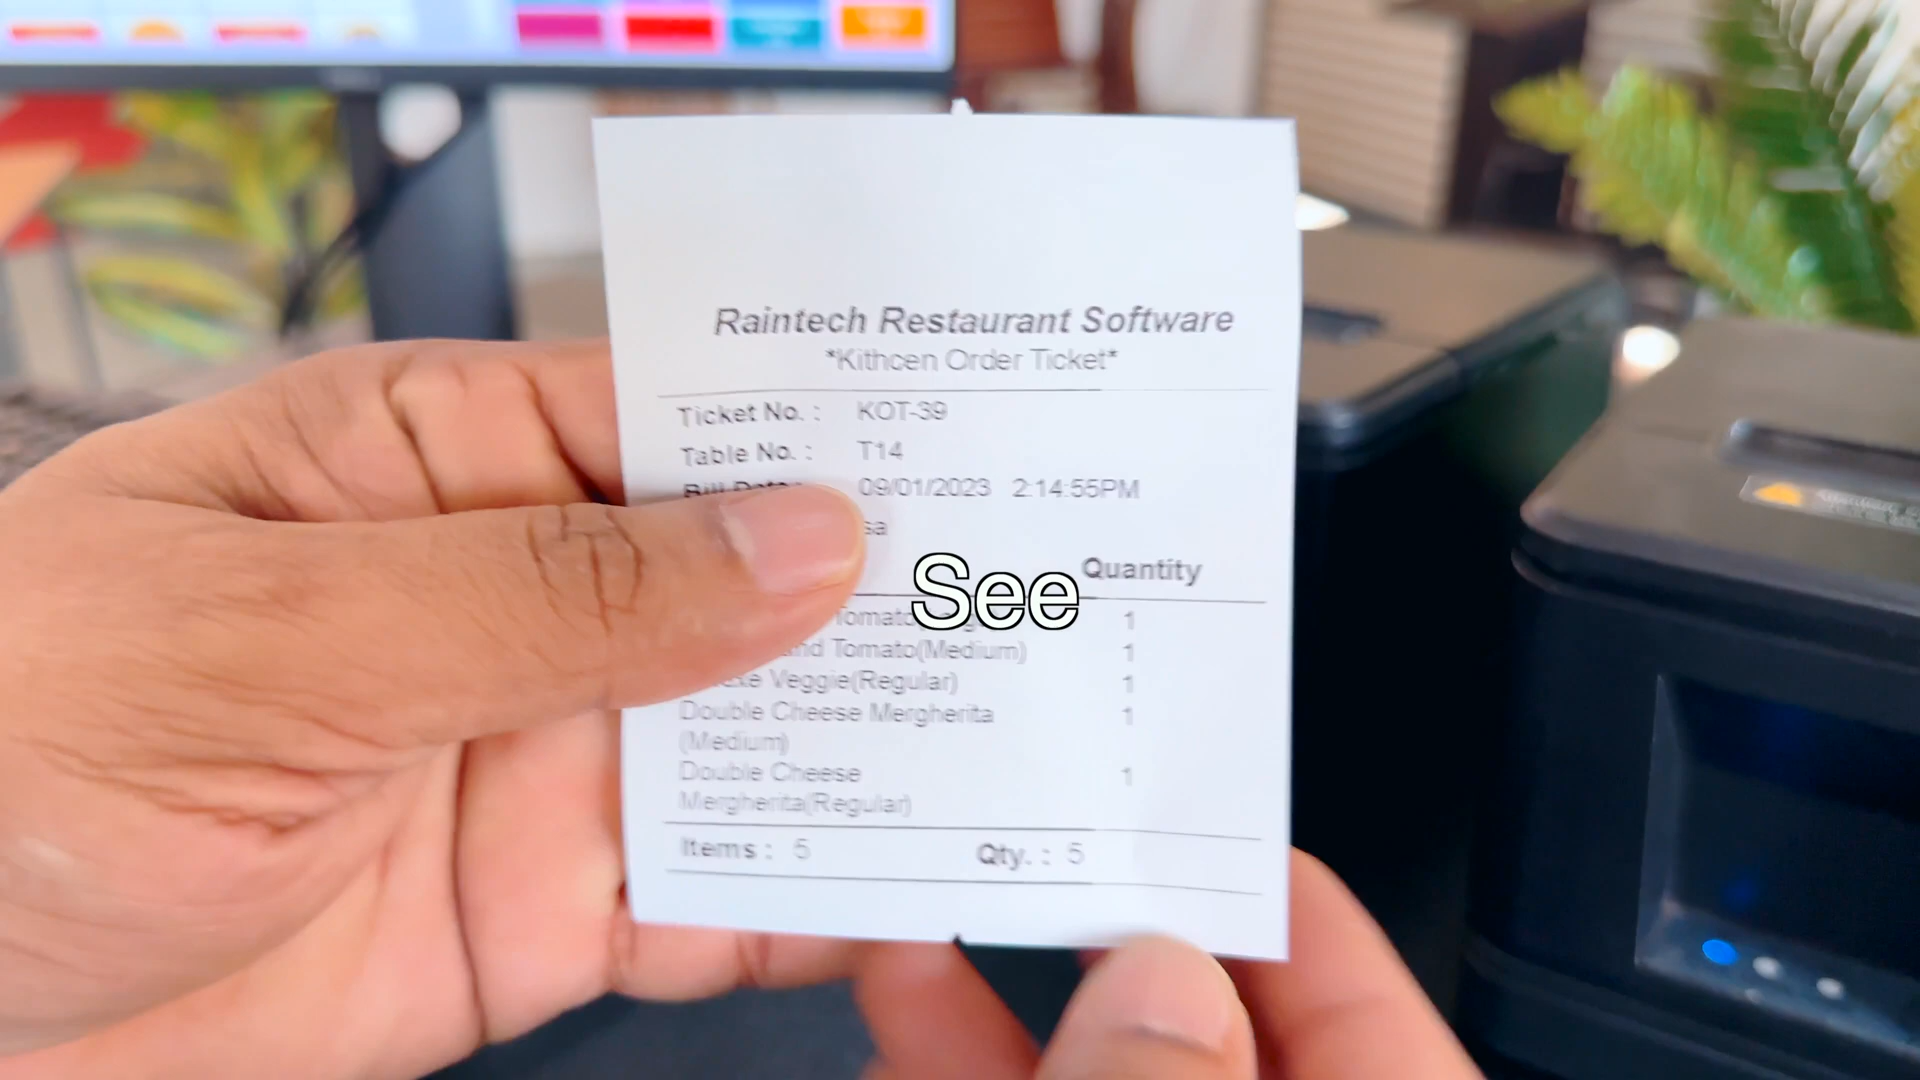 Raintech Restaurant Software
*Kithcen Order Ticket*
Ticket No. : KOT-39
Table No. : T14
Bill Date: 09/01/2023 2:14:55PM
Quantity
See
1
Tomato(Medium) 1
Veggie(Regular) 1
Double Cheese Mergherita 1
(Medium)
Double Cheese 1
Mergherita(Regular)
Items : 5 Qty. : 5